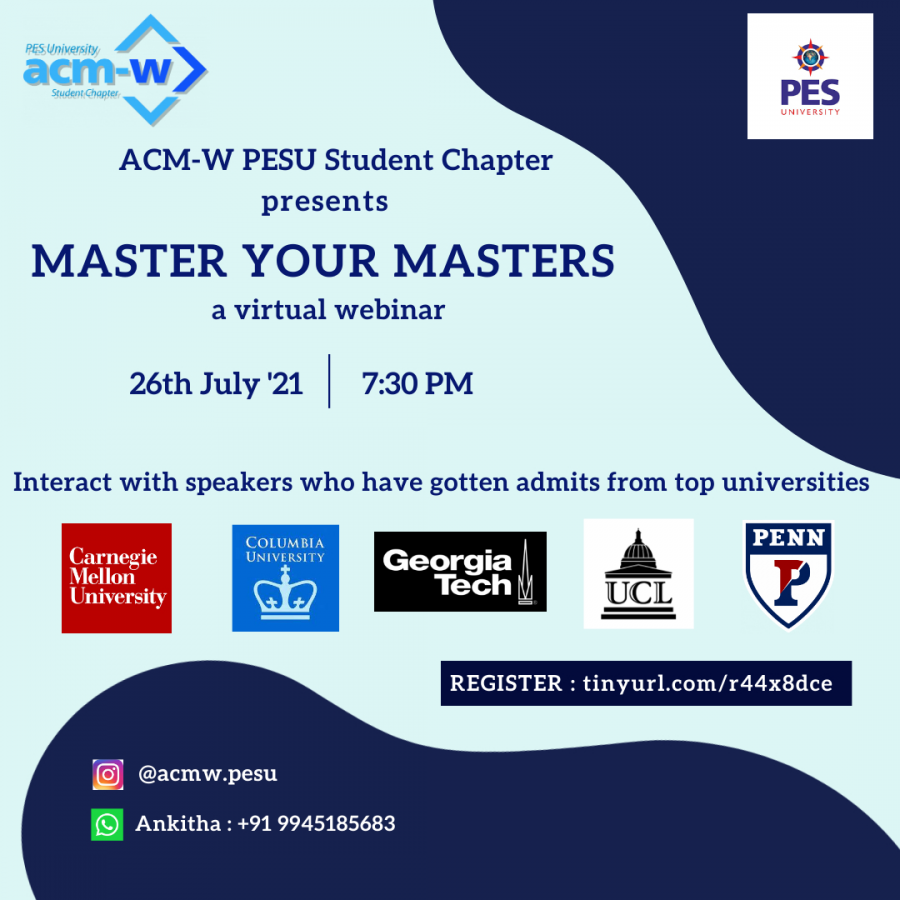 PES University
acm-w
Student Chapter
PES
UNIVERSITY
ACM-W PESU Student Chapter
presents
MASTER YOUR MASTERS
a virtual webinar
26th July '21
7:30 PM
Interact with speakers who have gotten admits from top universities
Carnegie
Mellon
University
COLUMBIA
UNIVERSITY
Georgia
Tech
UCL
PENN
P
REGISTER : tinyurl.com/r44x8dce
@acmw.pesu
Ankitha : +91 9945185683